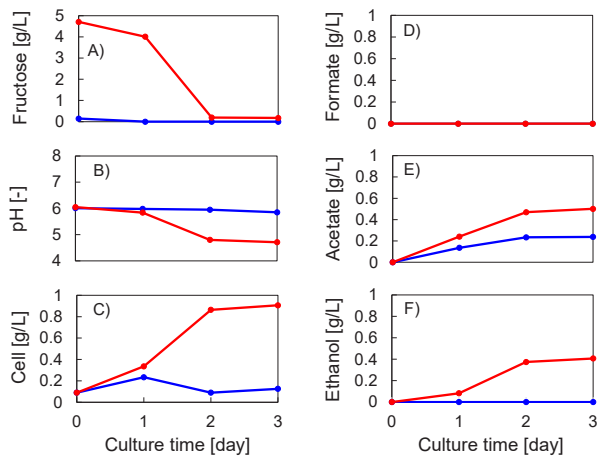 Fructose [g/L]
5
4
3
2
1
0
A)
pH [-]
8
7
6
5
4
B)
Cell [g/L]
1
0.8
0.6
0.4
0.2
0
C)
0 1 2 3
Culture time [day]
Formate [g/L]
1
0.8
0.6
0.4
0.2
0
D)
Acetate [g/L]
1
0.8
0.6
0.4
0.2
0
E)
Ethanol [g/L]
1
0.8
0.6
0.4
0.2
0
F)
0 1 2 3
Culture time [day]